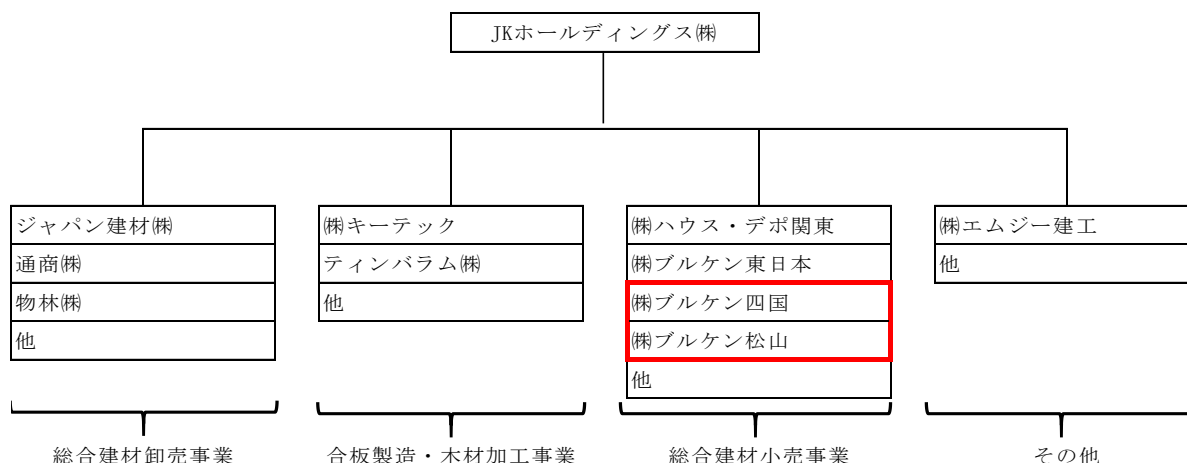 JKホールディングス㈱
ジャパン建材㈱
通商㈱
物林㈱
他
総合建材卸売事業
㈱キーテック
ティンバラム㈱
他
合板製造・木材加工事業
㈱ハウス・デポ関東
㈱ブルケン東日本
㈱ブルケン四国
㈱ブルケン松山
他
総合建材小売事業
㈱エムジー建工
他
その他